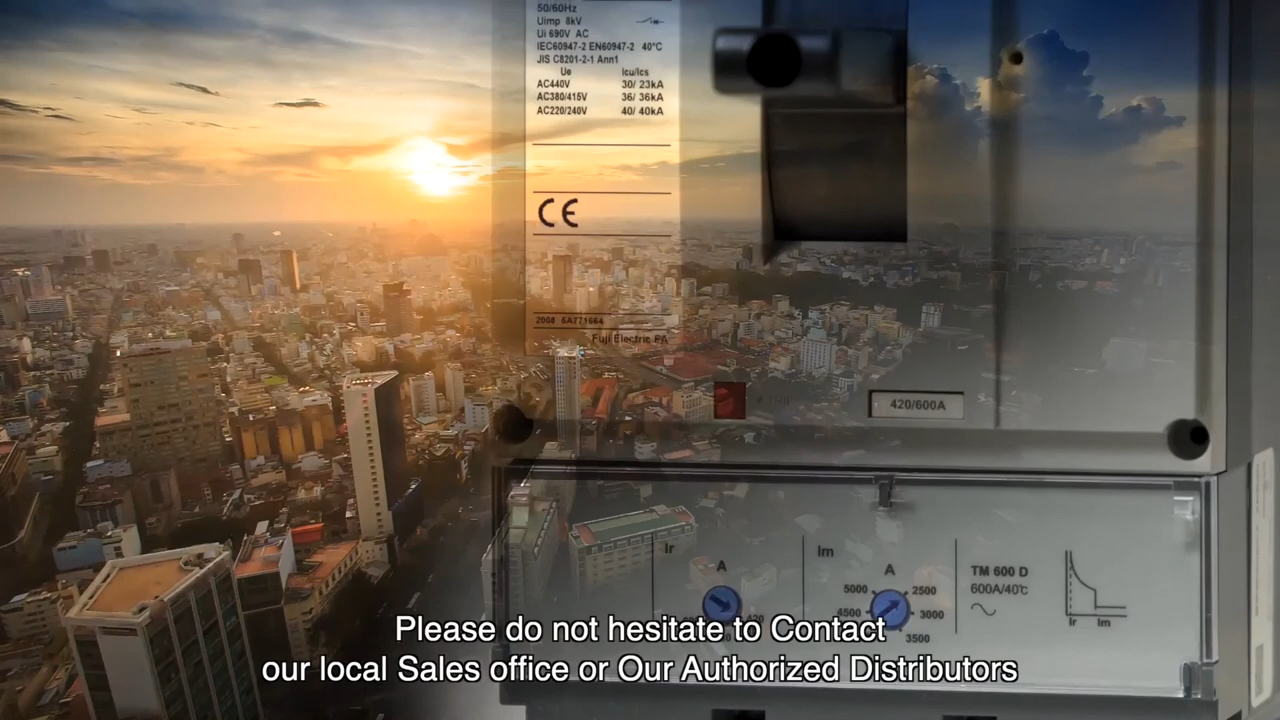 50/60Hz
Uimp 8kV
Ui 690V AC
IEC60947-2 EN60947-2 40°C
JIS C8201-2-1 Ann1
Ue Icu/Ics
AC440V 30/ 23kA
AC380/415V 36/ 36kA
AC220/240V 40/ 40kA
CE
2008 6A771664
Fuji Electric FA
420/600A
Ir
A
Im
A
5000 2500
4500 3000
3500
TM 600 D
600A/40℃
Ir Im
Please do not hesitate to Contact
our local Sales office or Our Authorized Distributors